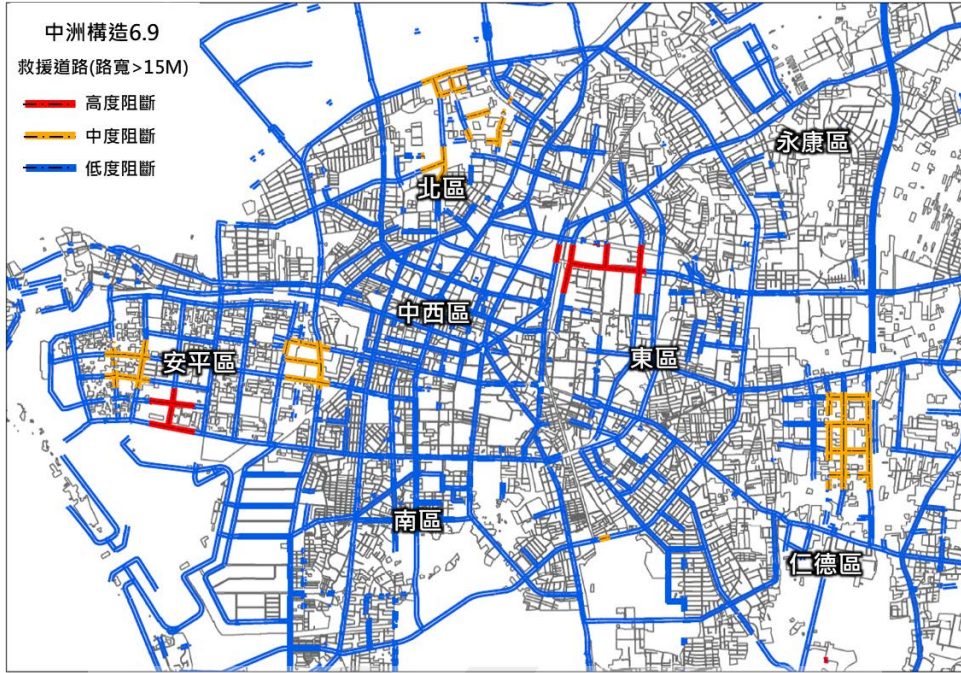 中洲構造6.9
救援道路(路寬>15M)
高度阻斷
中度阻斷
低度阻斷
永康區
北區
中西區
東區
安平區
南區
仁德區